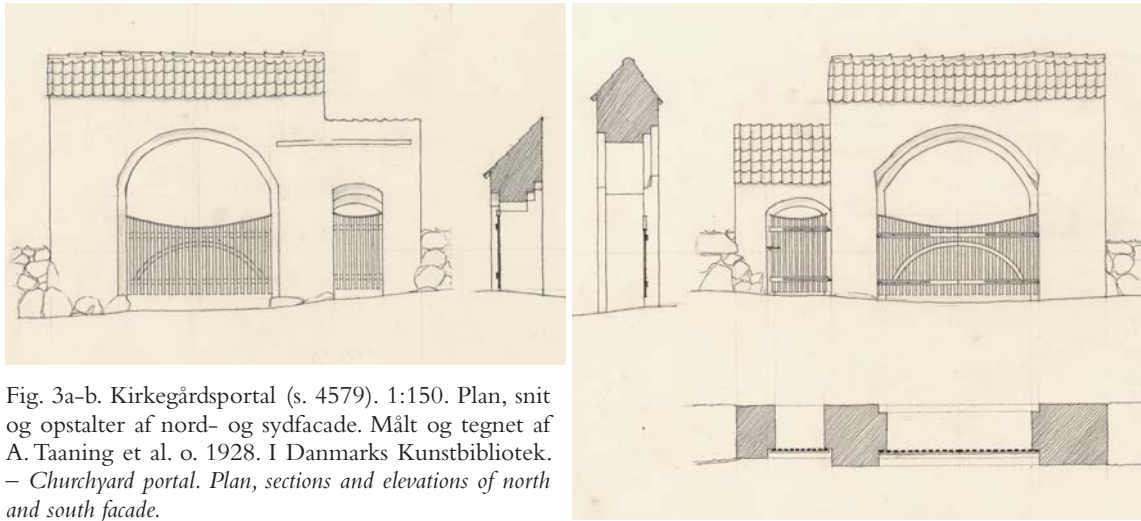 Fig. 3a-b. Kirkegårdsportal (s. 4579). 1:150. Plan, snit
og opstalter af nord- og sydfacade. Målt og tegnet af
A. Taaning et al. o. 1928. I Danmarks Kunstbibliotek.
– Churchyard portal. Plan, sections and elevations of north
and south facade.